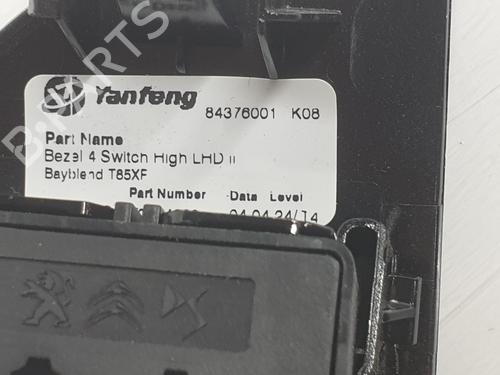 Yanfeng
84376001 K08
Part Name
Bezel 4 Switch High LHD II
Bayblend T85XF
Part Number Data Level
04.04.24/14
B-PARTS